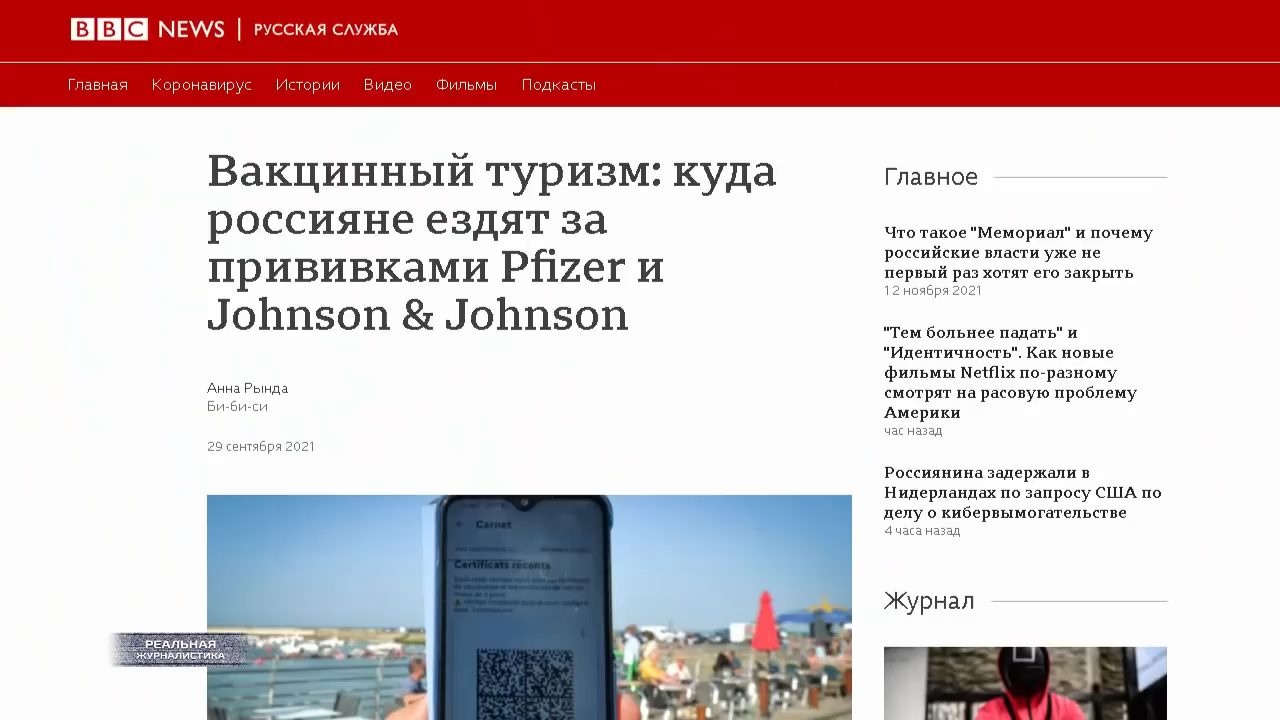 BBC NEWS | РУССКАЯ СЛУЖБА
Главная Коронавирус Истории Видео Фильмы Подкасты
Вакцинный туризм: куда
россияне ездят за
прививками Pfizer и
Johnson & Johnson
Анна Рында
Би-би-си
29 сентября 2021
Carnet
Certificats récents
РЕАЛЬНАЯ
ЖУРНАЛИСТИКА
Главное
Что такое "Мемориал" и почему
российские власти уже не
первый раз хотят его закрыть
12 ноября 2021
"Тем больнее падать" и
"Идентичность". Как новые
фильмы Netflix по-разному
смотрят на расовую проблему
Америки
час назад
Россиянина задержали в
Нидерландах по запросу США по
делу о кибервымогательстве
4 часа назад
Журнал